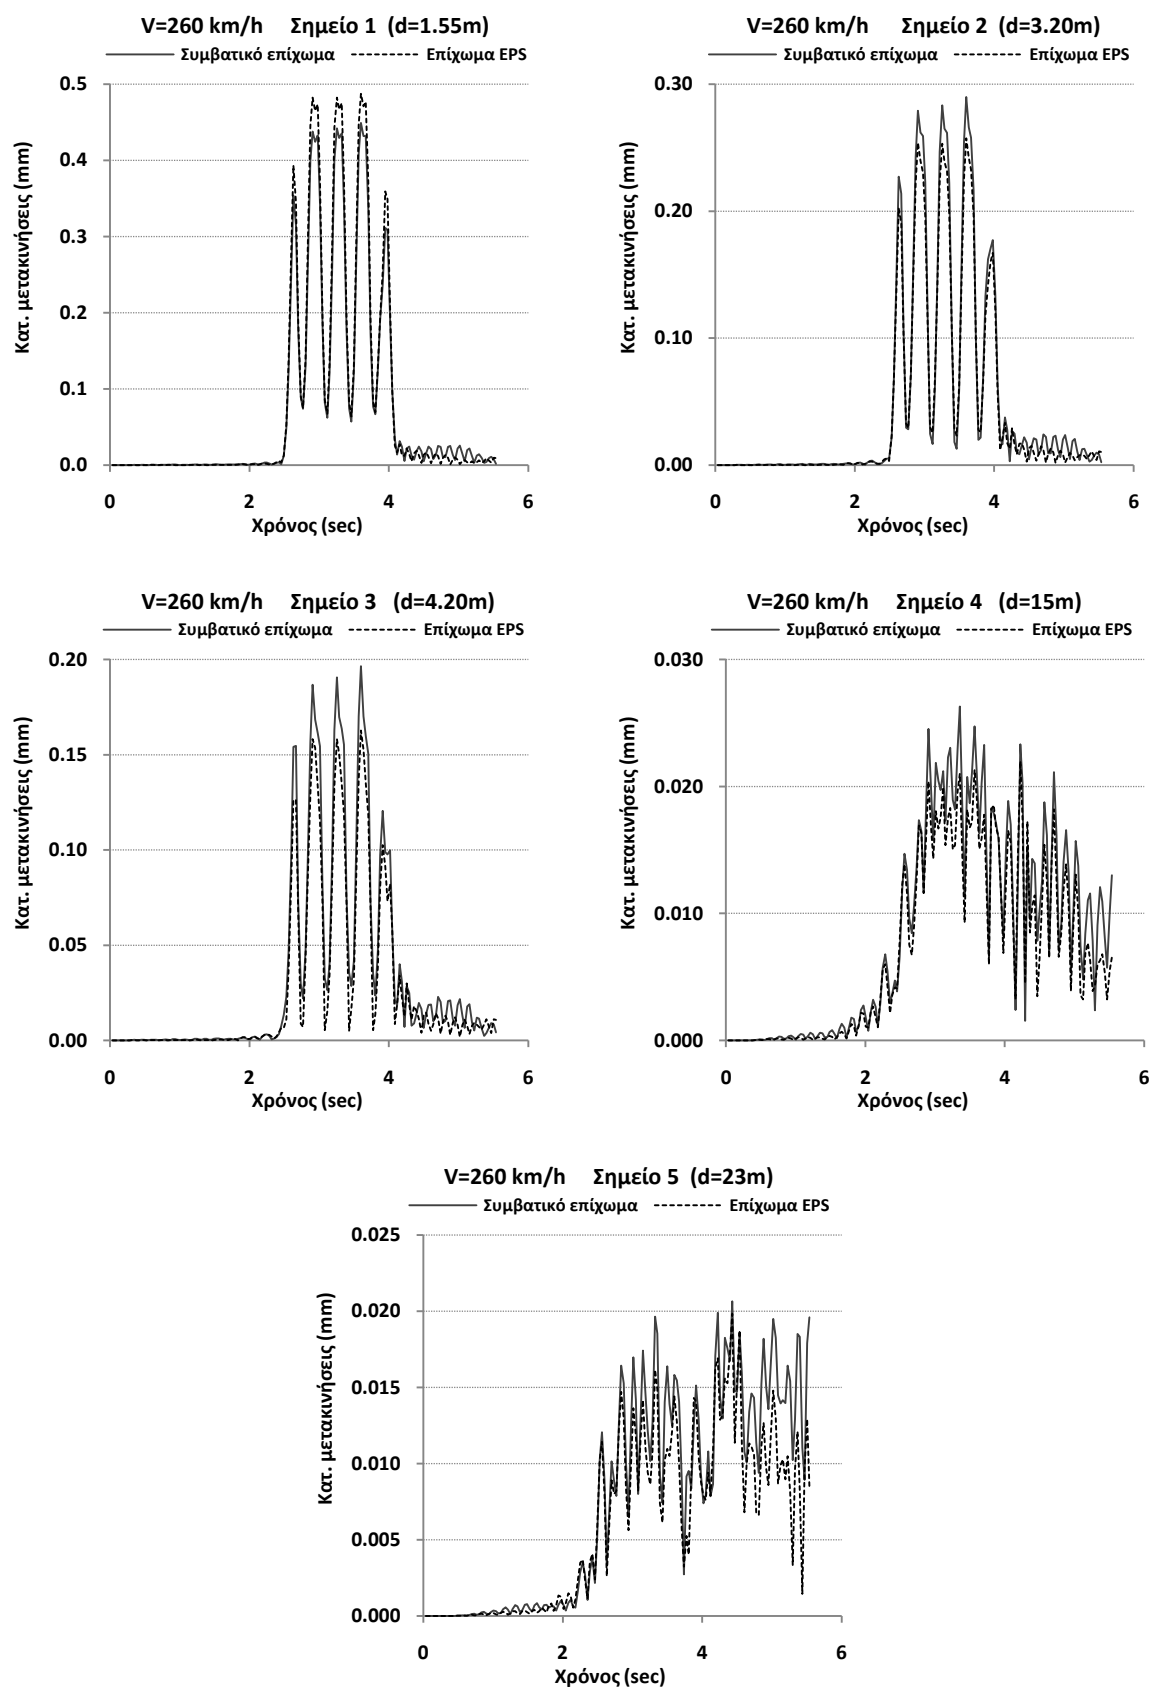 V=260 km/h Σημείο 1 (d=1.55m)
Συμβατικό επίχωμα Επίχωμα EPS
Κατ. μετακινήσεις (mm)
0.5
0.4
0.3
0.2
0.1
0.0
0 2 4 6
Χρόνος (sec)
V=260 km/h Σημείο 2 (d=3.20m)
Συμβατικό επίχωμα Επίχωμα EPS
Κατ. μετακινήσεις (mm)
0.30
0.20
0.10
0.00
0 2 4 6
Χρόνος (sec)
V=260 km/h Σημείο 3 (d=4.20m)
Συμβατικό επίχωμα Επίχωμα EPS
Κατ. μετακινήσεις (mm)
0.20
0.15
0.10
0.05
0.00
0 2 4 6
Χρόνος (sec)
V=260 km/h Σημείο 4 (d=15m)
Συμβατικό επίχωμα Επίχωμα EPS
Κατ. μετακινήσεις (mm)
0.030
0.020
0.010
0.000
0 2 4 6
Χρόνος (sec)
V=260 km/h Σημείο 5 (d=23m)
Συμβατικό επίχωμα Επίχωμα EPS
Κατ. μετακινήσεις (mm)
0.025
0.020
0.015
0.010
0.005
0.000
0 2 4 6
Χρόνος (sec)